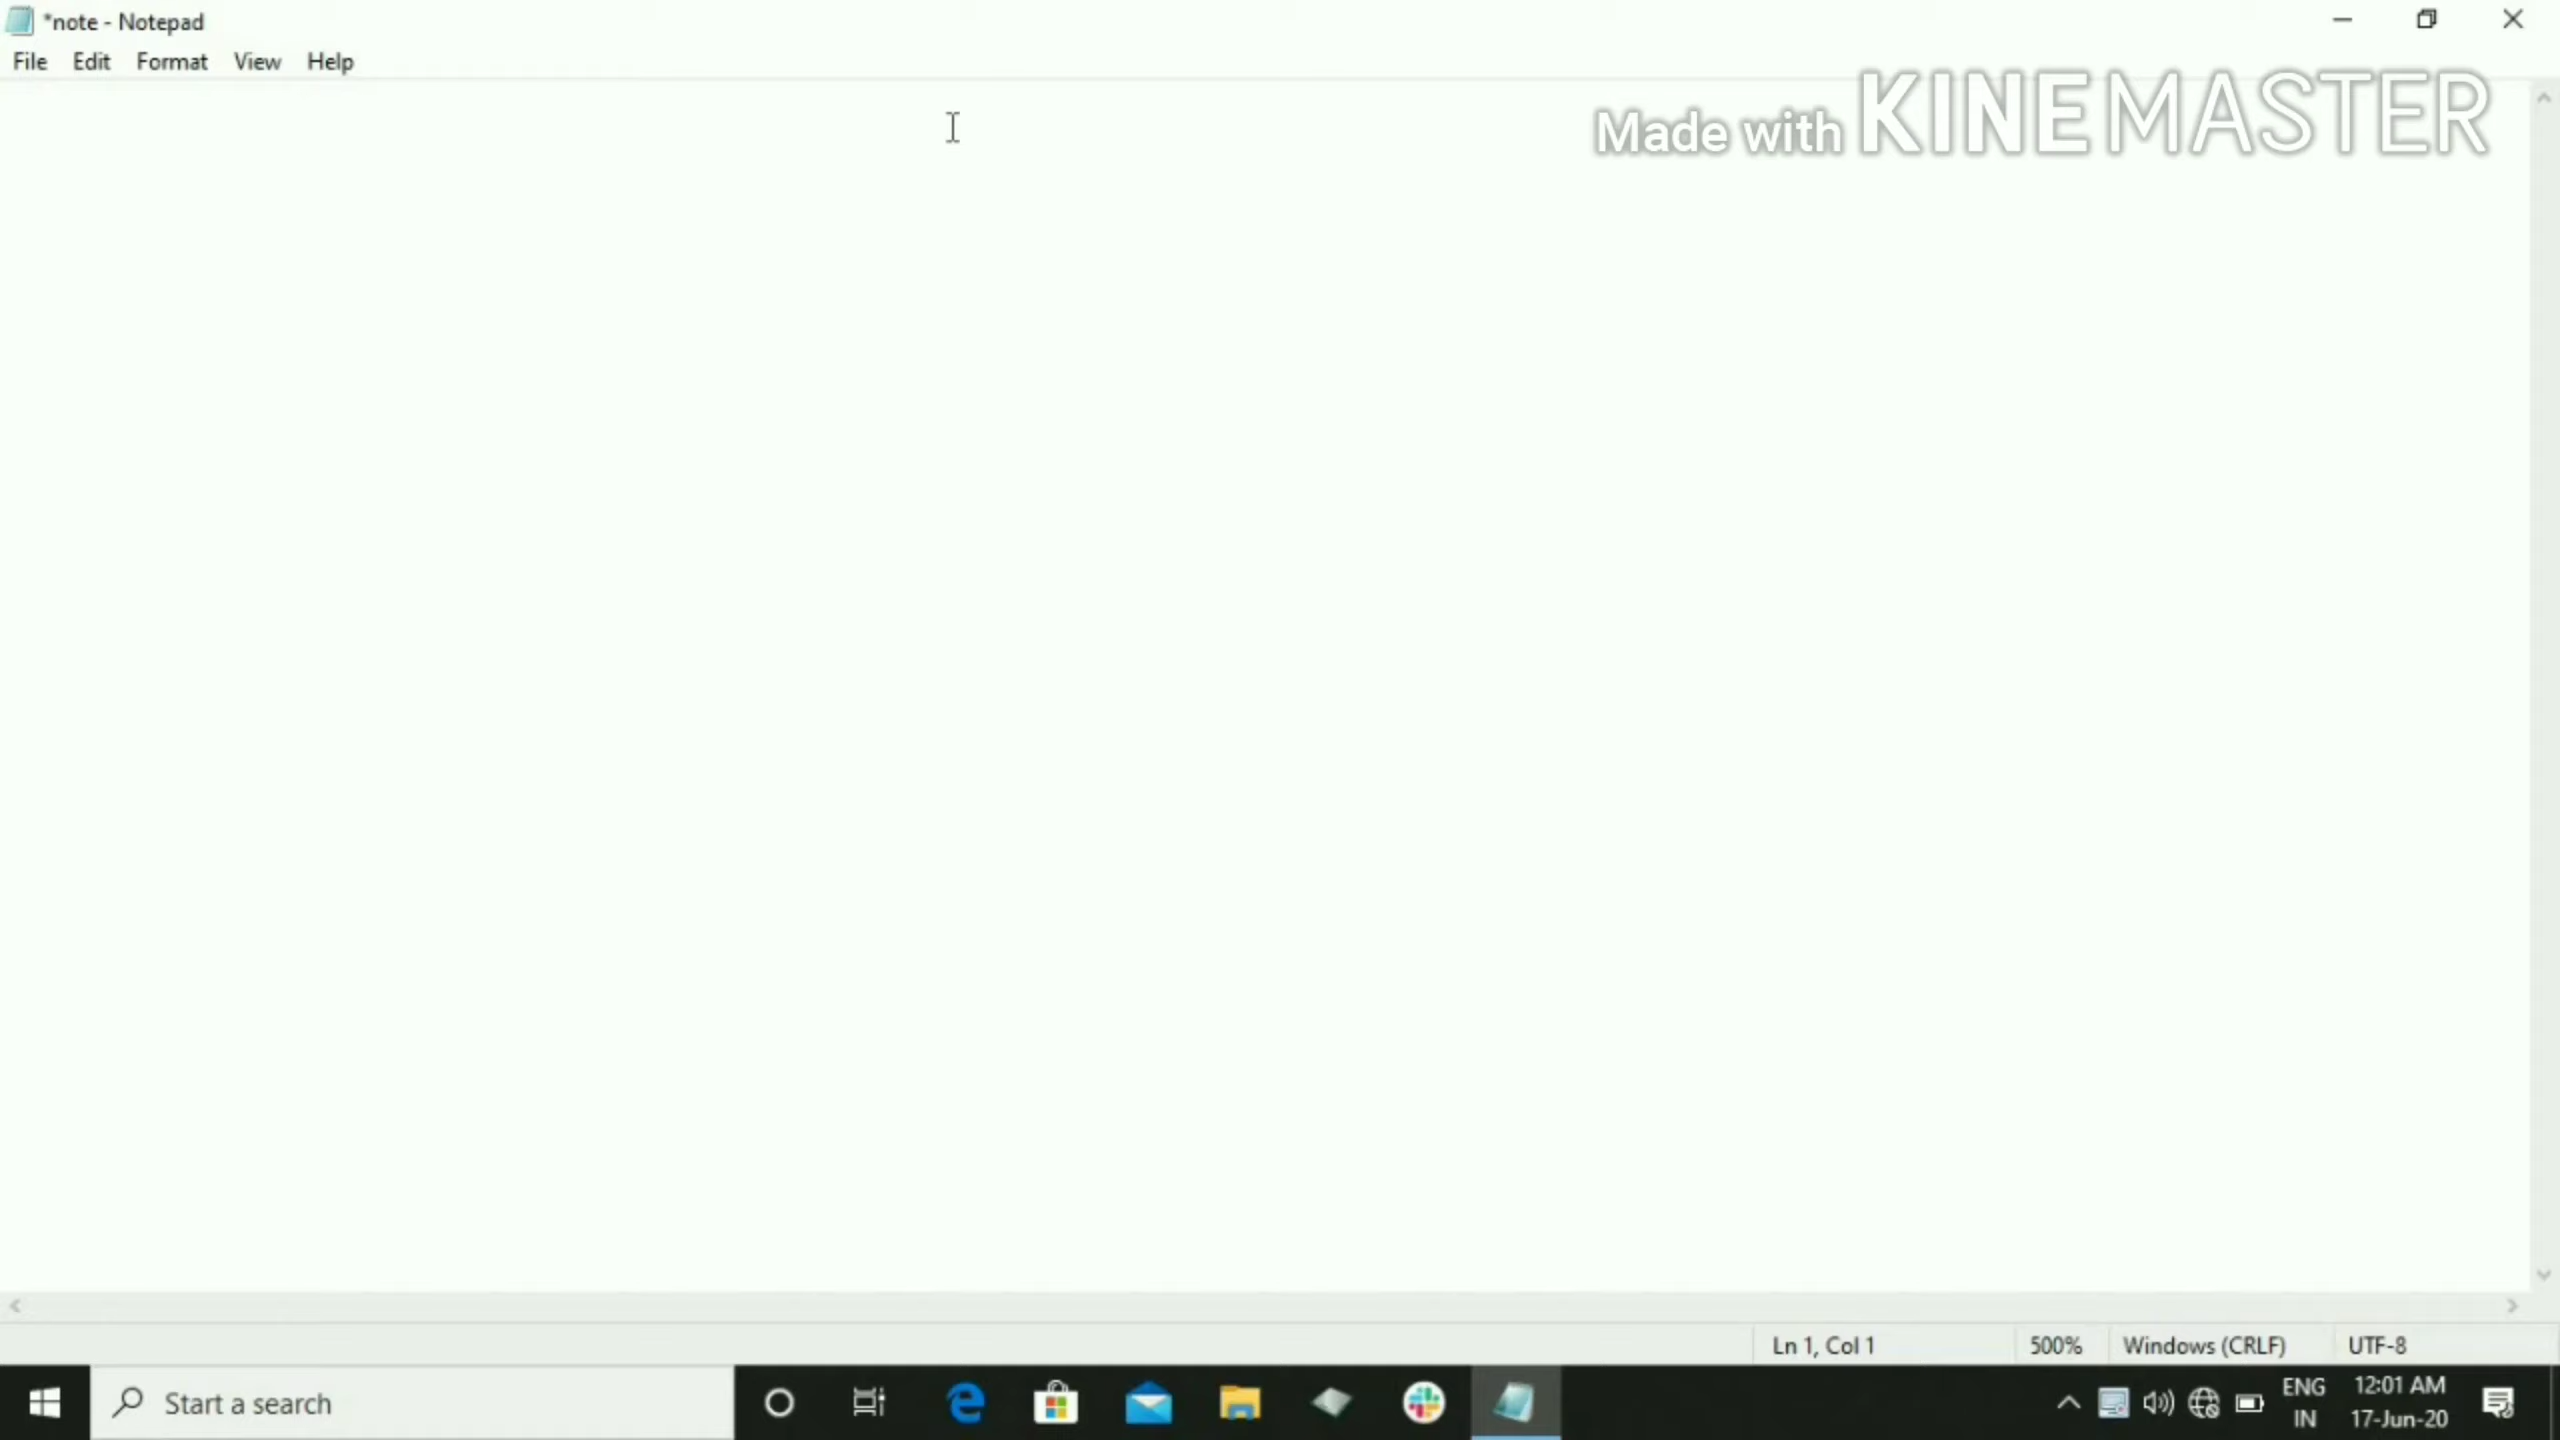 *note - Notepad
File Edit Format View Help
Made with KINEMASTER
Ln 1, Col 1 500% Windows (CRLF) UTF-8
Start a search
ENG 12:01 AM
IN 17-Jun-20